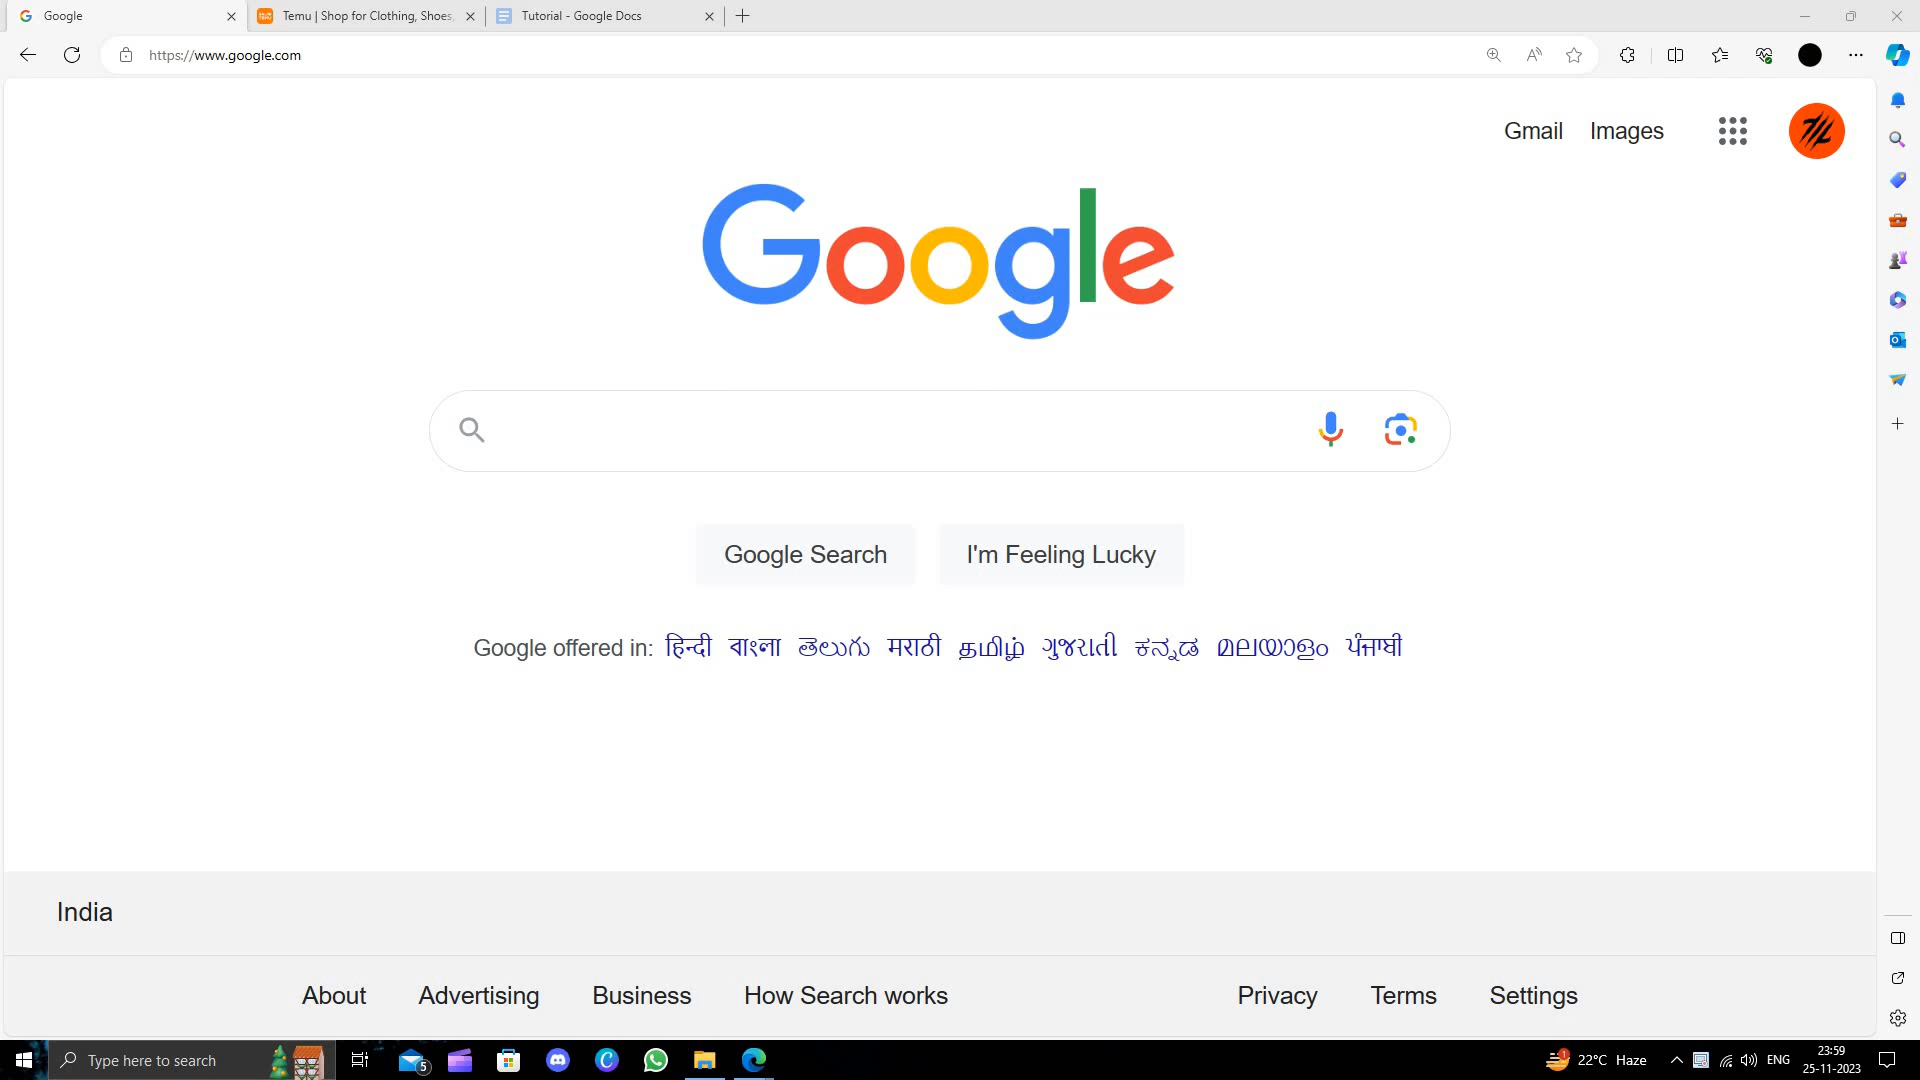 Google
Temu | Shop for Clothing, Shoes,
Tutorial - Google Docs
https://www.google.com
Gmail Images
Google
Google Search I'm Feeling Lucky
Google offered in: हिन्दी বাংলা తెలుగు मराठी தமிழ் ગુજરાતી ಕನ್ನಡ മലയാളം ਪੰਜਾਬੀ
India
About Advertising Business How Search works Privacy Terms Settings
Type here to search 5 1 22°C Haze ENG 23:59
25-11-2023